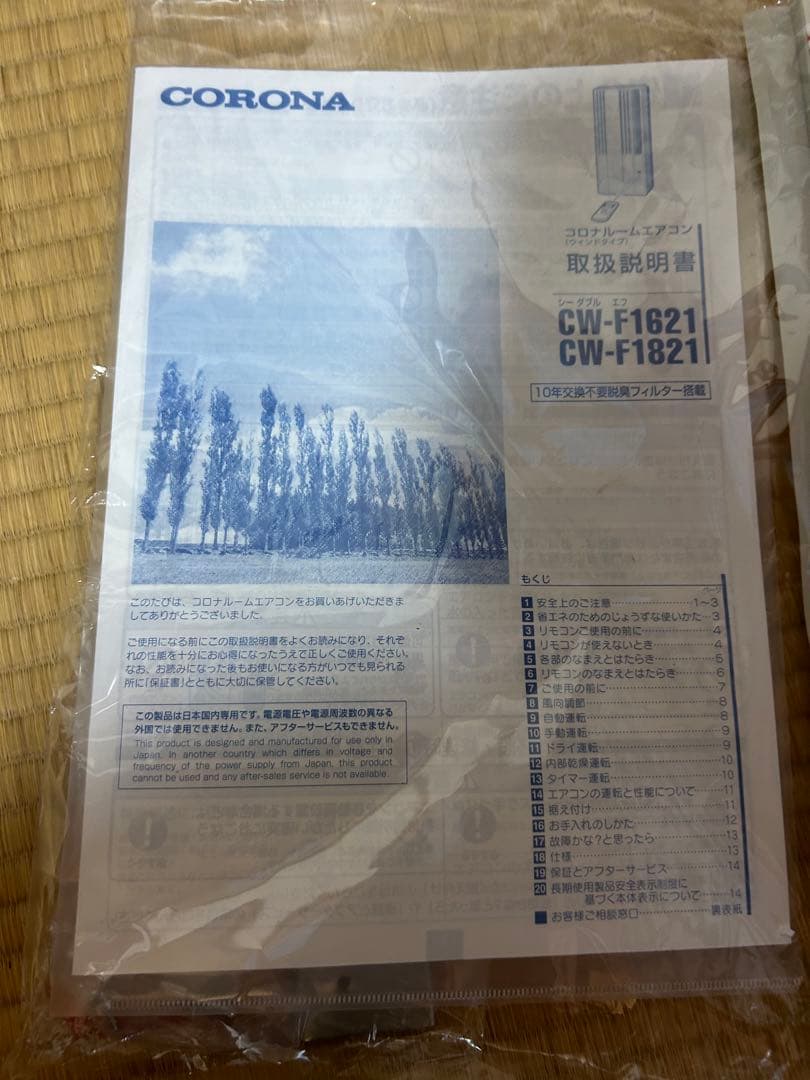 CORONA
コロナルームエアコン
(ウィンドタイプ)
取扱説明書
シー ダブル エフ
CW-F1621
CW-F1821
10年交換不要脱臭フィルター搭載
このたびは、コロナルームエアコンをお買いあげいただきま
してありがとうございました。
ご使用になる前にこの取扱説明書をよくお読みになり、それぞ
れの性能を十分にお心得になったうえで正しくご使用ください。
なお、お読みになった後もお使いになる方がいつでも見られる
所に「保証書」とともに大切に保管してください。
この製品は日本国内専用です。電源電圧や電源周波数の異なる
外国では使用できません。また、アフターサービスもできません。
This product is designed and manufactured for use only in
Japan. In another country which differs in voltage and
frequency of the power supply from Japan, this product
cannot be used and any after-sales service is not available.
もくじ
ページ
1 安全上のご注意 1~3
2 省エネのためのじょうずな使いかた 3
3 リモコンご使用の前に 4
4 リモコンが使えないとき 4
5 各部のなまえとはたらき 5
6 リモコンのなまえとはたらき 6
7 ご使用の前に 7
8 風向調節 8
9 自動運転 8
10 手動運転 9
11 ドライ運転 9
12 内部乾燥運転 10
13 タイマー運転 10
14 エアコンの運転と性能について 11
15 据え付け 11
16 お手入れのしかた 12
17 故障かな?と思ったら 13
18 仕様 13
19 保証とアフターサービス 14
20 長期使用製品安全表示制度に
基づく本体表示について 14
お客様ご相談窓口 裏表紙